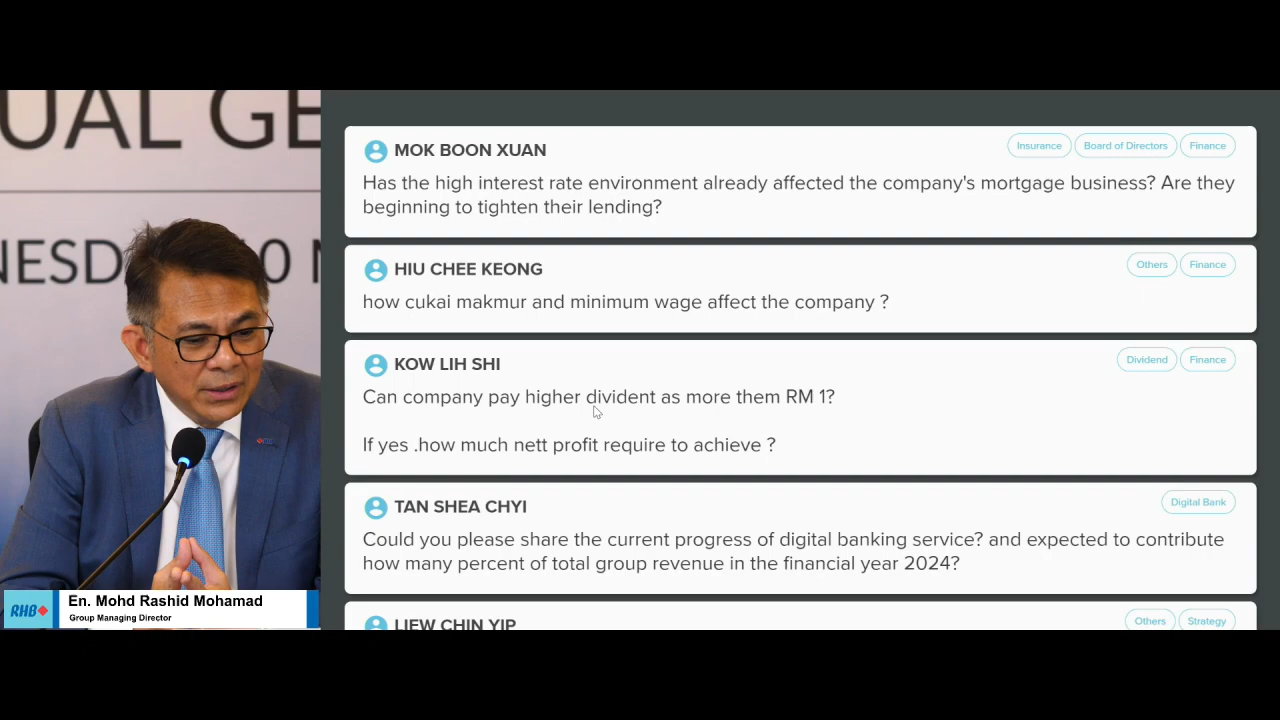 UAL GE
NESD
0
RHB
En. Mohd Rashid Mohamad
Group Managing Director
MOK BOON XUAN
Insurance
Board of Directors
Finance
Has the high interest rate environment already affected the company's mortgage business? Are they
beginning to tighten their lending?
HIU CHEE KEONG
Others
Finance
how cukai makmur and minimum wage affect the company ?
KOW LIH SHI
Dividend
Finance
Can company pay higher divident as more them RM 1?
If yes .how much nett profit require to achieve ?
TAN SHEA CHYI
Digital Bank
Could you please share the current progress of digital banking service? and expected to contribute
how many percent of total group revenue in the financial year 2024?
LIEW CHIN YIP
Others
Strategy